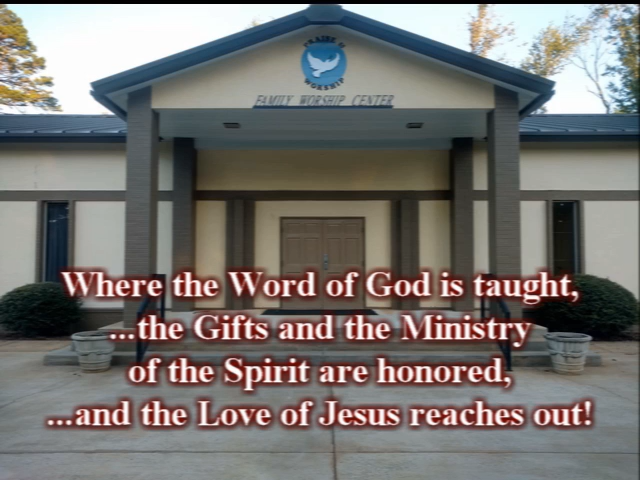 PRAISE &
WORSHIP
FAMILY WORSHIP CENTER
Where the Word of God is taught,
...the Gifts and the Ministry
of the Spirit are honored,
...and the Love of Jesus reaches out!